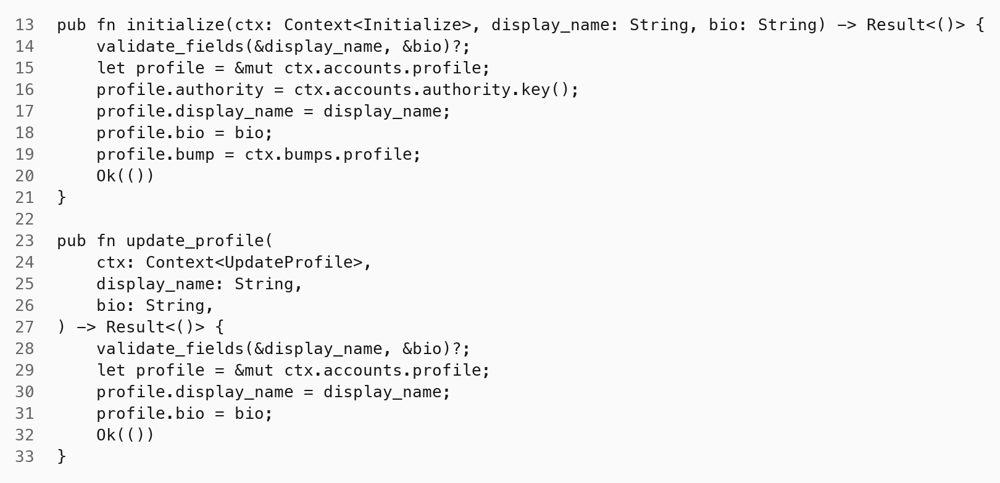 13 pub fn initialize(ctx: Context<Initialize>, display_name: String, bio: String) -> Result<()> {
14     validate_fields(&display_name, &bio)?;
15     let profile = &mut ctx.accounts.profile;
16     profile.authority = ctx.accounts.authority.key();
17     profile.display_name = display_name;
18     profile.bio = bio;
19     profile.bump = ctx.bumps.profile;
20     Ok(())
21 }
22
23 pub fn update_profile(
24     ctx: Context<UpdateProfile>,
25     display_name: String,
26     bio: String,
27 ) -> Result<()> {
28     validate_fields(&display_name, &bio)?;
29     let profile = &mut ctx.accounts.profile;
30     profile.display_name = display_name;
31     profile.bio = bio;
32     Ok(())
33 }